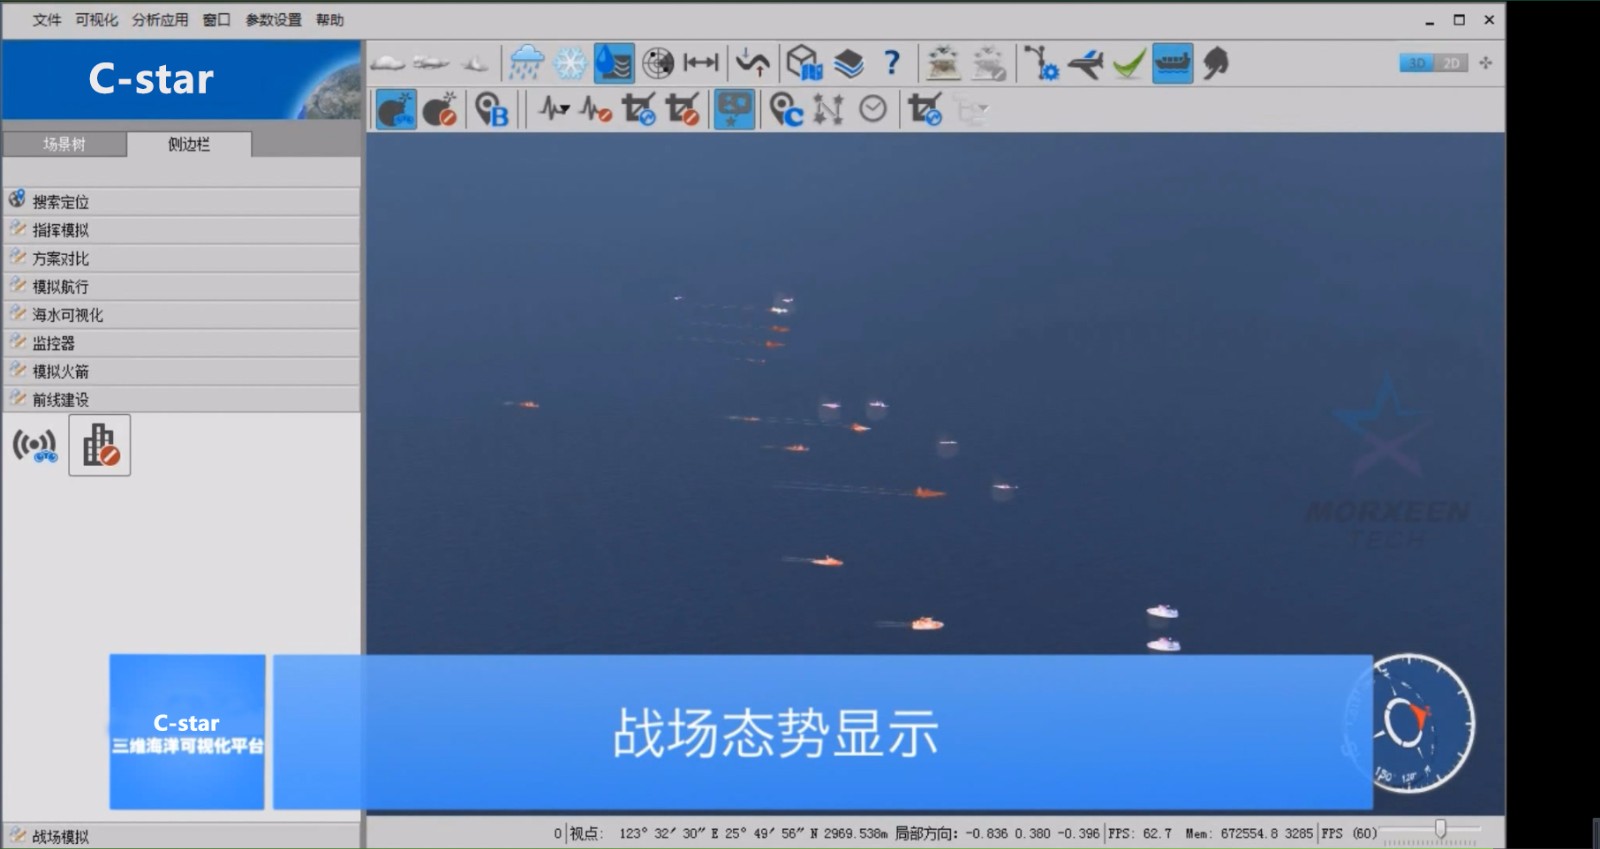 文件 可视化 分析应用 窗口 参数设置 帮助
C-star
3D 2D
B
C
场景树 侧边栏
搜索定位
指挥模拟
方案对比
模拟航行
海水可视化
监控器
模拟火箭
前线建设
MORXEEN
TECH
C-star
三维海洋可视化平台
战场态势显示
150° 120°
战场模拟
0 视点： 123° 32′ 30″ E 25° 49′ 56″ N 2969.538m 局部方向： -0.836 0.380 -0.396 FPS: 62.7 Mem: 672554.8 3285 FPS (60)